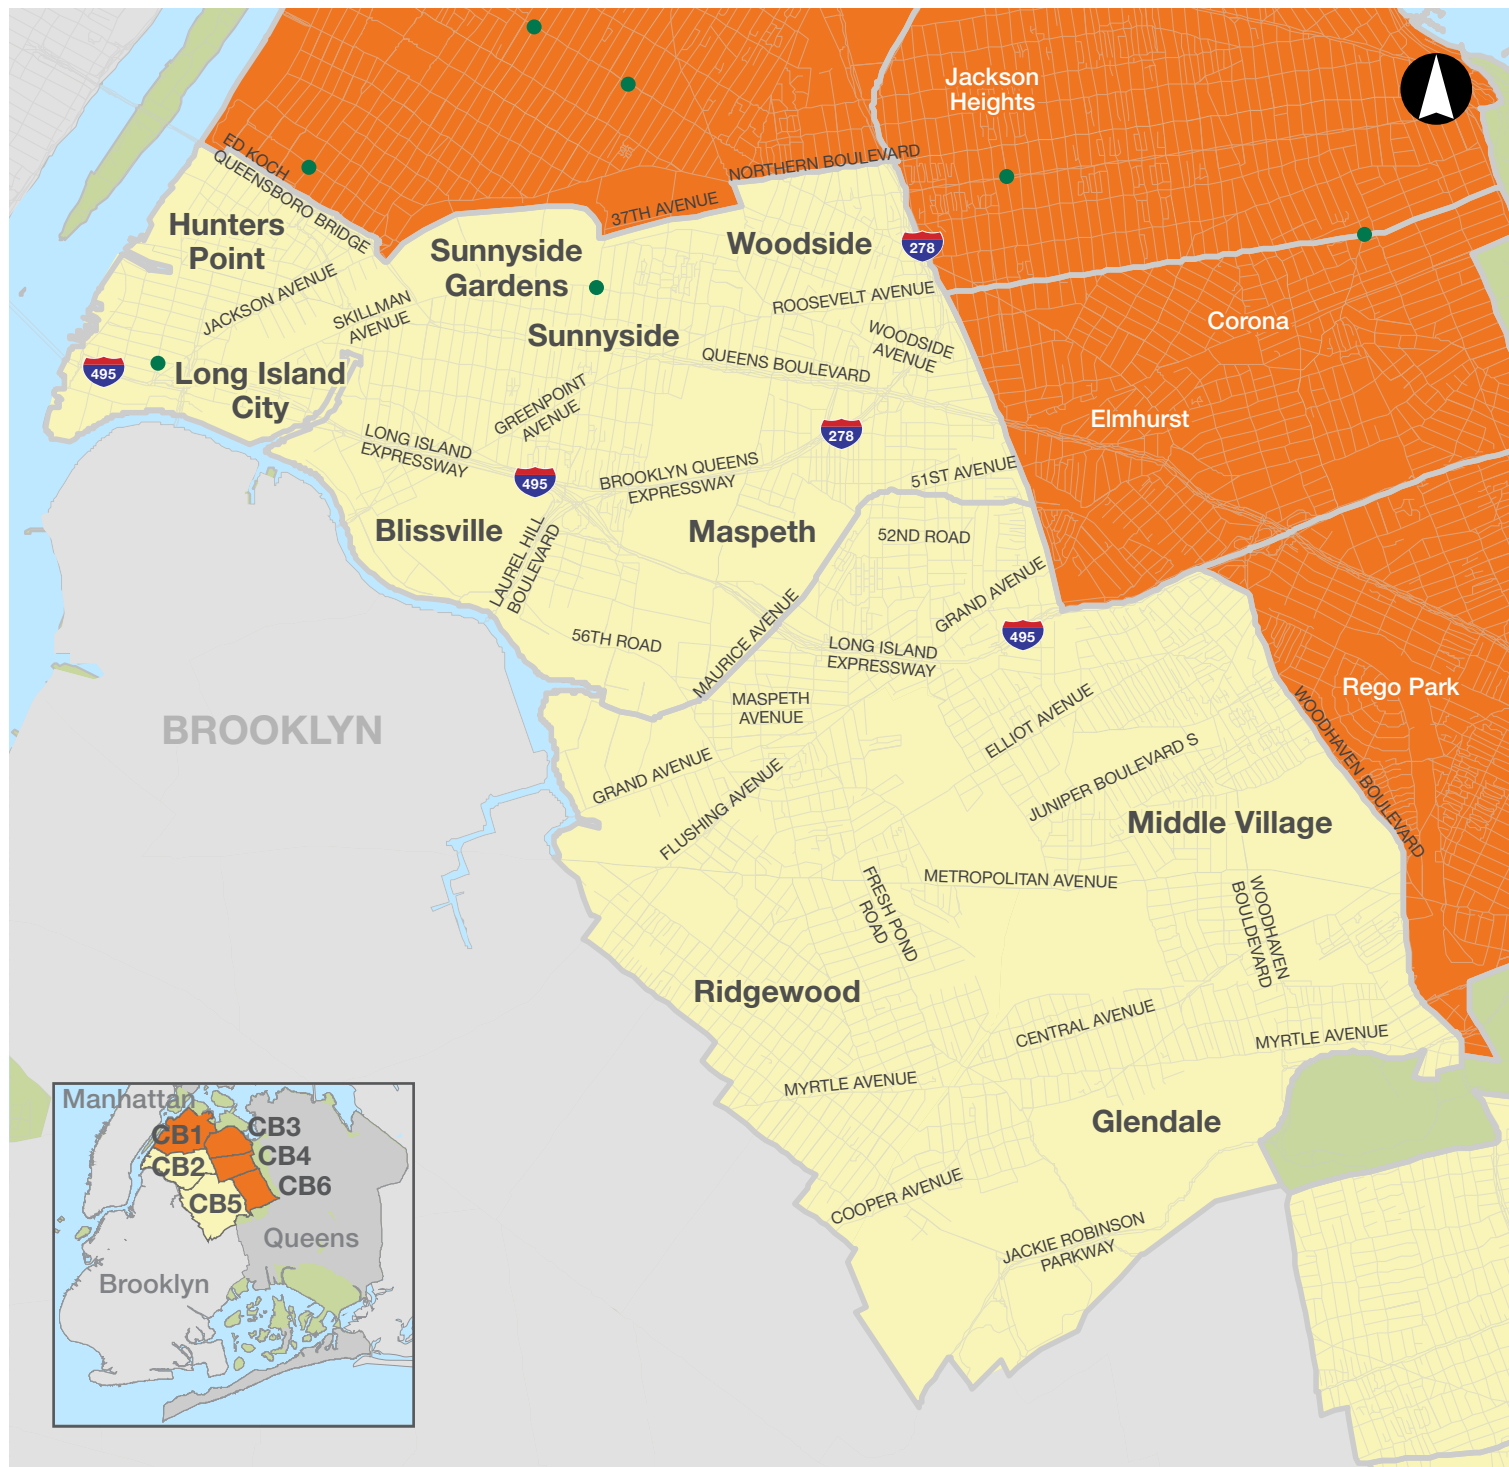 Jackson
Heights
ED KOCH
QUEENSBORO BRIDGE
NORTHERN BOULEVARD
37TH AVENUE
Hunters
Point
Sunnyside
Gardens
Woodside
278
JACKSON AVENUE
SKILLMAN
AVENUE
ROOSEVELT AVENUE
Corona
Sunnyside
WOODSIDE
AVENUE
495
Long Island
City
QUEENS BOULEVARD
GREENPOINT
AVENUE
Elmhurst
278
LONG ISLAND
EXPRESSWAY
495
BROOKLYN QUEENS
EXPRESSWAY
51ST AVENUE
Blissville
LAUREL HILL
BOULEVARD
Maspeth
52ND ROAD
GRAND AVENUE
495
56TH ROAD
MAURICE AVENUE
LONG ISLAND
EXPRESSWAY
Rego Park
MASPETH
AVENUE
BROOKLYN
ELLIOT AVENUE
WOODHAVEN BOULEVARD
GRAND AVENUE
FLUSHING AVENUE
JUNIPER BOULEVARD S
Middle Village
METROPOLITAN AVENUE
FRESH POND
ROAD
WOODHAVEN
BOULDEVARD
Ridgewood
CENTRAL AVENUE
MYRTLE AVENUE
MYRTLE AVENUE
Glendale
COOPER AVENUE
JACKIE ROBINSON
PARKWAY
Manhattan
CB1
CB3
CB2
CB4
CB6
CB5
Queens
Brooklyn